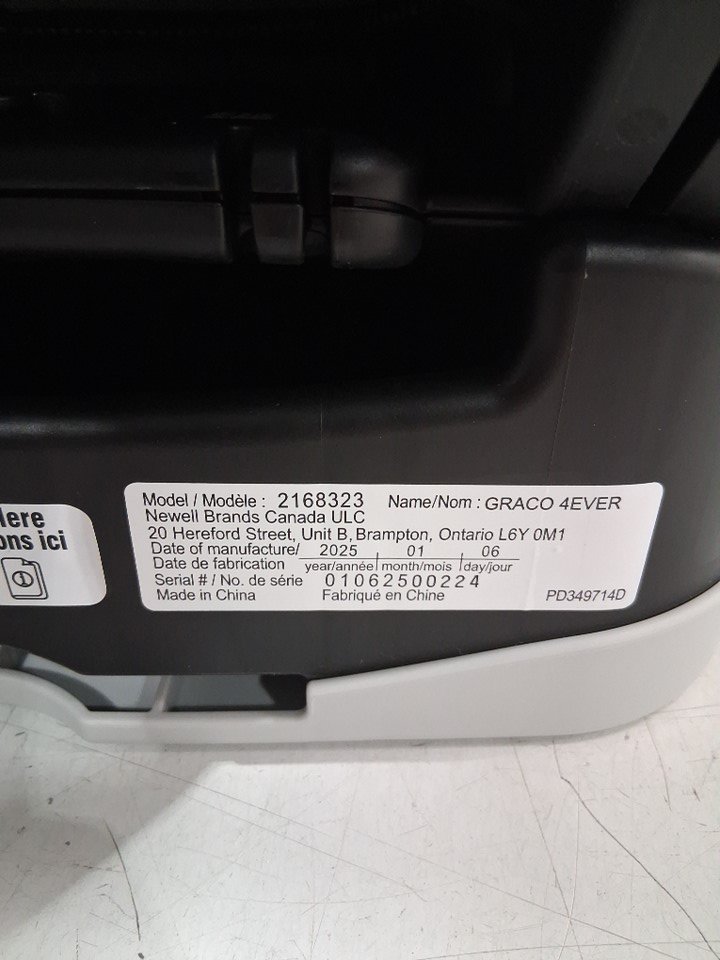 ons ici
Model / Modèle : 2168323 Name/Nom : GRACO 4EVER
Newell Brands Canada ULC
20 Hereford Street, Unit B, Brampton, Ontario L6Y 0M1
Date of manufacture/ 2025 01 06
Date de fabrication year/année month/mois day/jour
Serial # / No. de série 01062500224
Made in China Fabriqué en Chine PD349714D